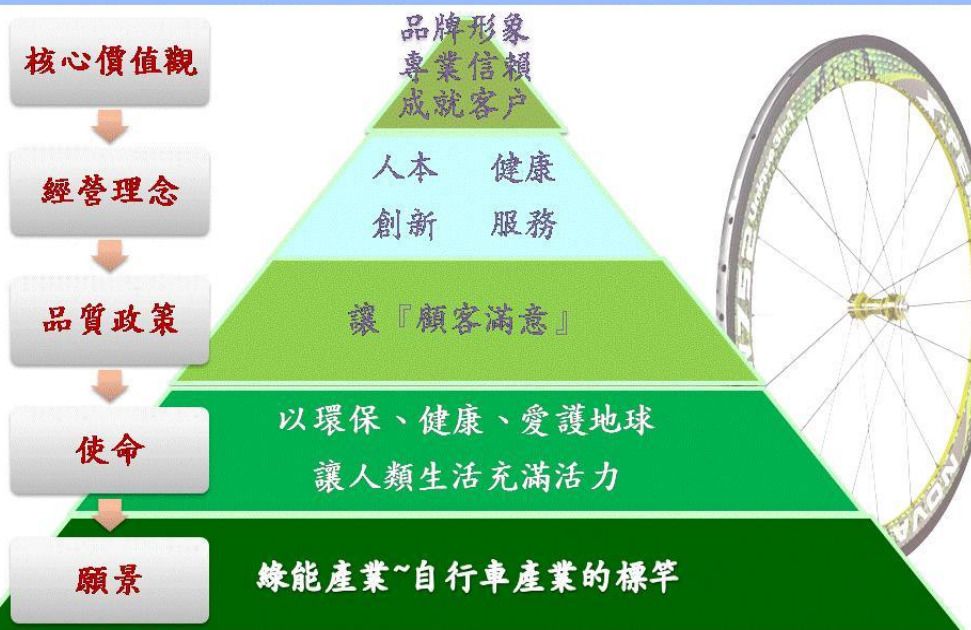 核心價值觀
品牌形象
專業信賴
成就客户
經營理念
人本 健康
創新 服務
品質政策
讓『顧客滿意』
使命
以環保、健康、愛護地球
讓人類生活充滿活力
願景
綠能產業~自行車產業的標竿
NOVA